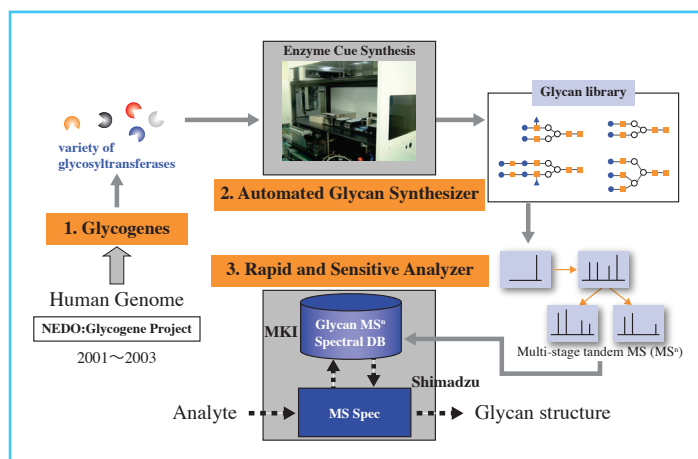 Enzyme Cue Synthesis
Glycan library
variety of
glycosyltransferases
2. Automated Glycan Synthesizer
1. Glycogenes
3. Rapid and Sensitive Analyzer
Human Genome
NEDO:Glycogene Project
2001〜2003
MKI
Glycan MSⁿ
Spectral DB
Multi-stage tandem MS (MSⁿ)
Shimadzu
Analyte
MS Spec
Glycan structure